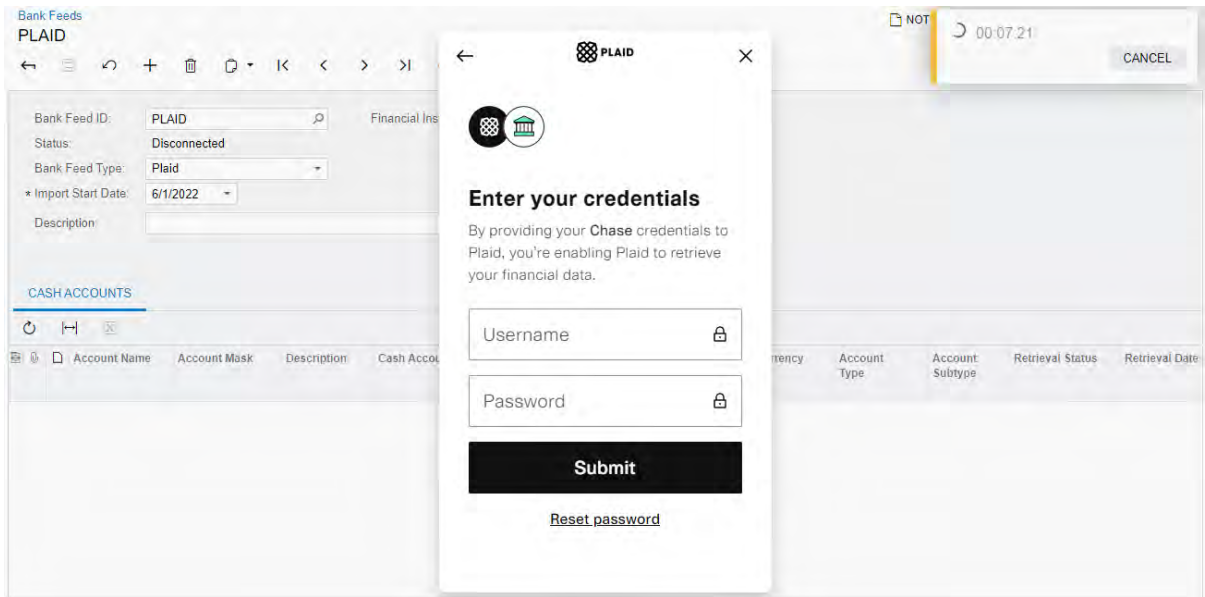 Bank Feeds
PLAID
NOT
00:07.21
CANCEL
Bank Feed ID: PLAID
Financial Ins
Status: Disconnected
Bank Feed Type: Plaid
* Import Start Date: 6/1/2022
Description:
CASH ACCOUNTS
Account Name Account Mask Description Cash Accou rrency Account Type Account Subtype Retrieval Status Retrieval Date
PLAID
Enter your credentials
By providing your Chase credentials to
Plaid, you're enabling Plaid to retrieve
your financial data.
Username
Password
Submit
Reset password